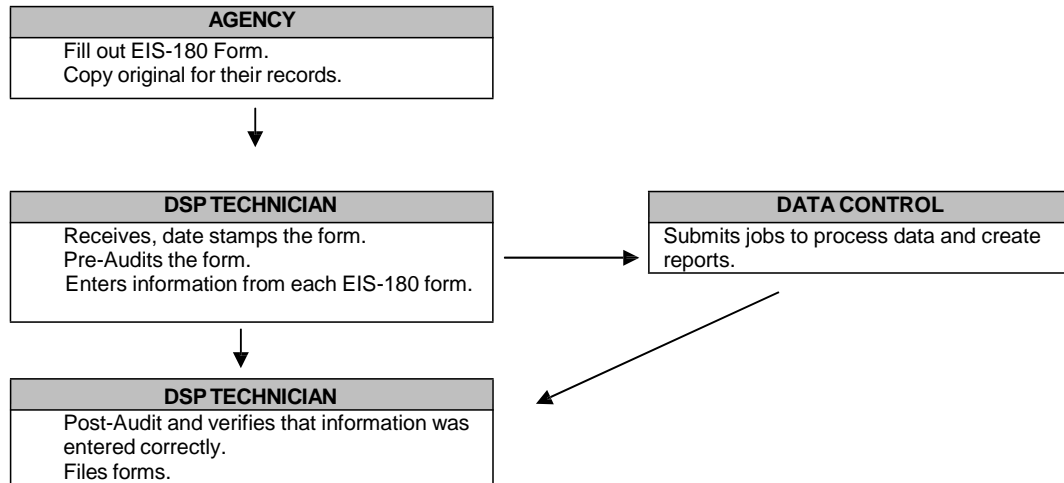 AGENCY
Fill out EIS-180 Form.
Copy original for their records.
DSP TECHNICIAN
Receives, date stamps the form.
Pre-Audits the form.
Enters information from each EIS-180 form.
DATA CONTROL
Submits jobs to process data and create
reports.
DSP TECHNICIAN
Post-Audit and verifies that information was
entered correctly.
Files forms.